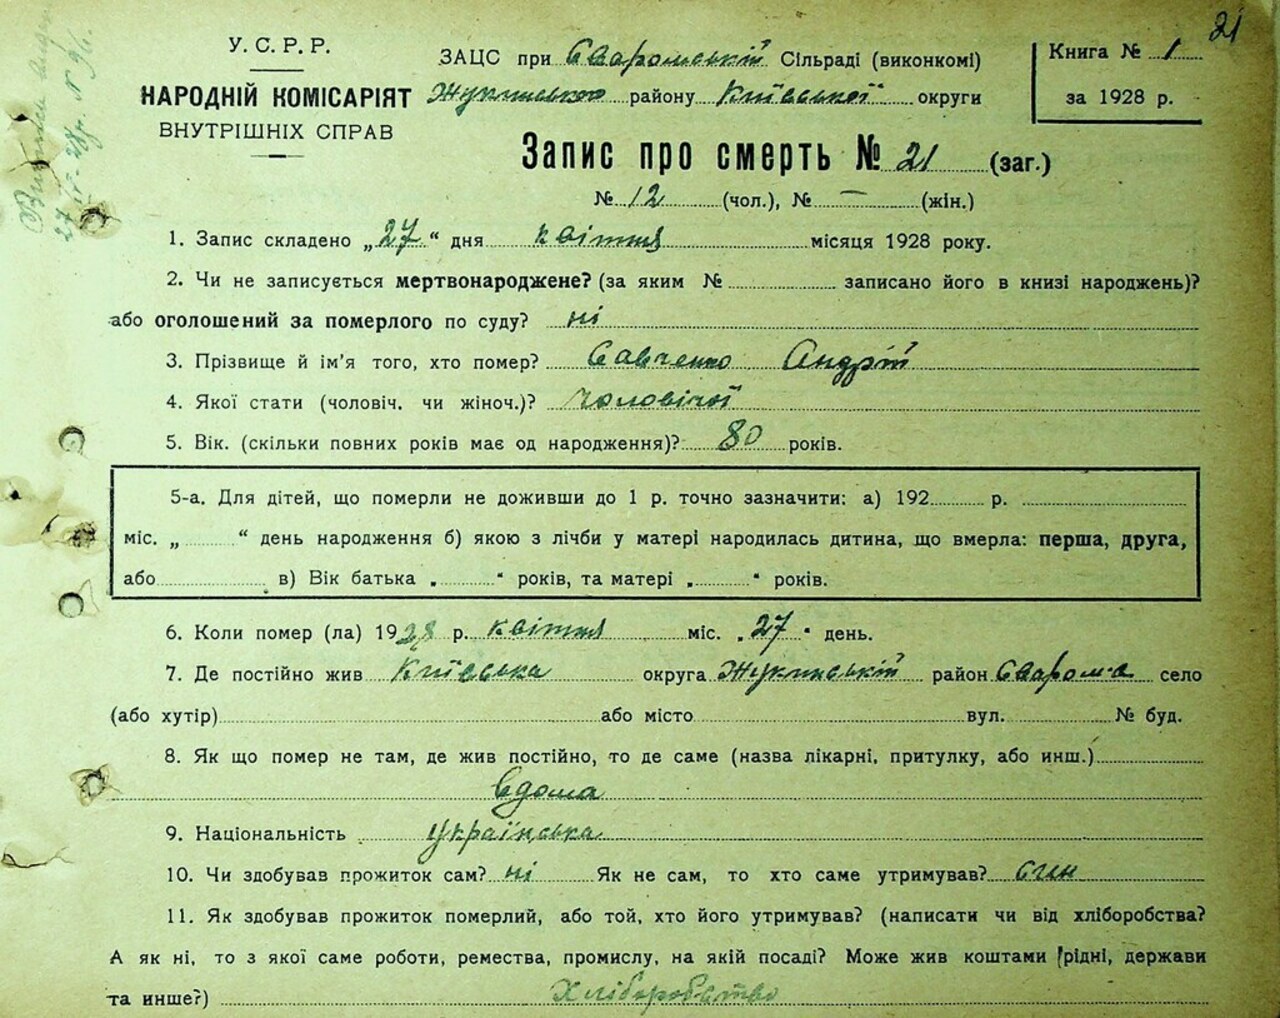 21
У. С. Р. Р.
НАРОДНІЙ КОМІСАРІЯТ
ВНУТРІШНІХ СПРАВ
ЗАЦС при Сваромській Сільраді (виконкомі)
Жукинського району Київської округи
Книга № 1
за 1928 р.
Запис про смерть № 21 (заг.)
№ 12 (чол.), № — (жін.)
1. Запис складено „27“ дня квітня місяця 1928 року.
2. Чи не записується мертвонароджене? (за яким № записано його в книзі народжень)?
або оголошений за померлого по суду? ні
3. Прізвище й ім'я того, хто помер? Савченко Андрій
4. Якої стати (чоловіч. чи жіноч.)? чоловічої
5. Вік. (скільки повних років має од народження)? 80 років.
5-а. Для дітей, що померли не доживши до 1 р. точно зазначити: а) 192 р.
міс. „ “ день народження б) якою з лічби у матері народилась дитина, що вмерла: перша, друга,
або в) Вік батька „ “ років, та матері „ “ років.
6. Коли помер (ла) 1928 р. квітня міс. „27“ день.
7. Де постійно жив Київська округа Жукинській район Сваромa село
(або хутір) або місто вул. № буд.
8. Як що помер не там, де жив постійно, то де саме (назва лікарні, притулку, або инш.)
Вдома
9. Національність українська
10. Чи здобував прожиток сам? ні Як не сам, то хто саме утримував? син
11. Як здобував прожиток померлий, або той, хто його утримував? (написати чи від хліборобства?
А як ні, то з якої саме роботи, ремества, промислу, на якій посаді? Може жив коштами рідні, держави
та инше?) Хліборобство